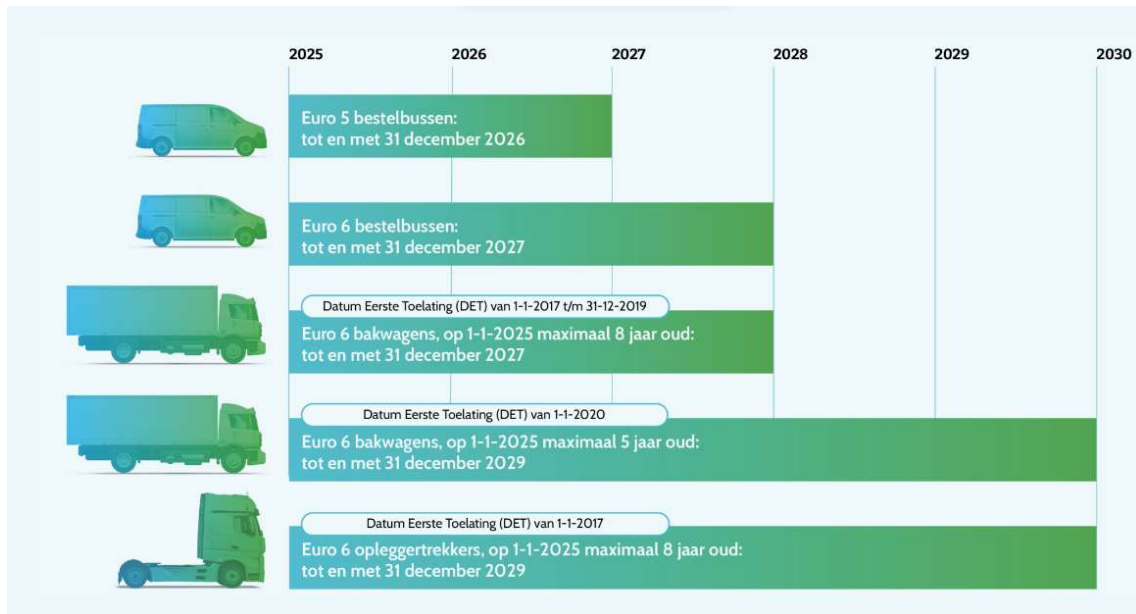 2025 2026 2027 2028 2029 2030
Euro 5 bestelbussen:
tot en met 31 december 2026
Euro 6 bestelbussen:
tot en met 31 december 2027
Datum Eerste Toelating (DET) van 1-1-2017 t/m 31-12-2019
Euro 6 bakwagens, op 1-1-2025 maximaal 8 jaar oud:
tot en met 31 december 2027
Datum Eerste Toelating (DET) van 1-1-2020
Euro 6 bakwagens, op 1-1-2025 maximaal 5 jaar oud:
tot en met 31 december 2029
Datum Eerste Toelating (DET) van 1-1-2017
Euro 6 opleggertrekkers, op 1-1-2025 maximaal 8 jaar oud:
tot en met 31 december 2029